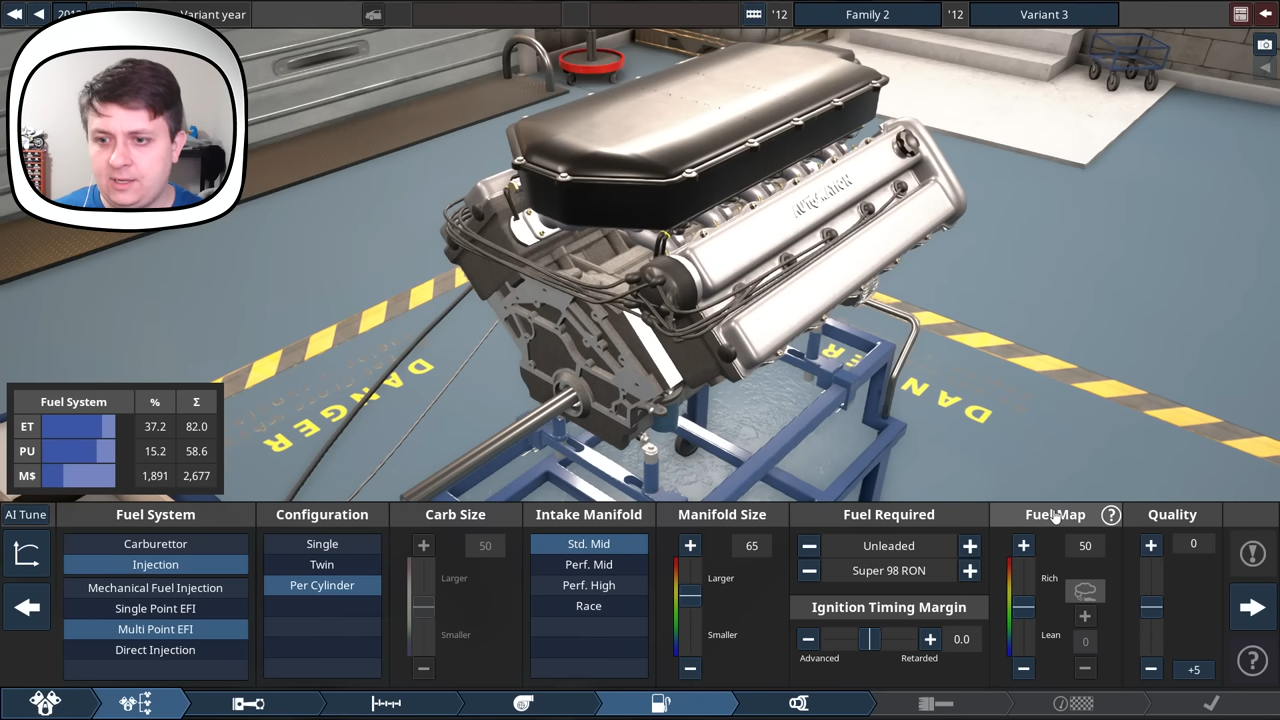 2012 Variant year
'12 Family 2 '12 Variant 3
AUTOMATION
DANGER
DANGER
Fuel System % Σ
ET 37.2 82.0
PU 15.2 58.6
M$ 1,891 2,677
AI Tune Fuel System Configuration Carb Size Intake Manifold Manifold Size Fuel Required Fuel Map ? Quality
Carburettor
Injection
Mechanical Fuel Injection
Single Point EFI
Multi Point EFI
Direct Injection
Single
Twin
Per Cylinder
+ 50
Larger
Smaller
−
Std. Mid
Perf. Mid
Perf. High
Race
+ 65
Larger
Smaller
−
− Unleaded +
− Super 98 RON +
Ignition Timing Margin
− + 0.0
Advanced Retarded
+ 50
Rich
+
Lean 0
− −
+ 0
− +5
?